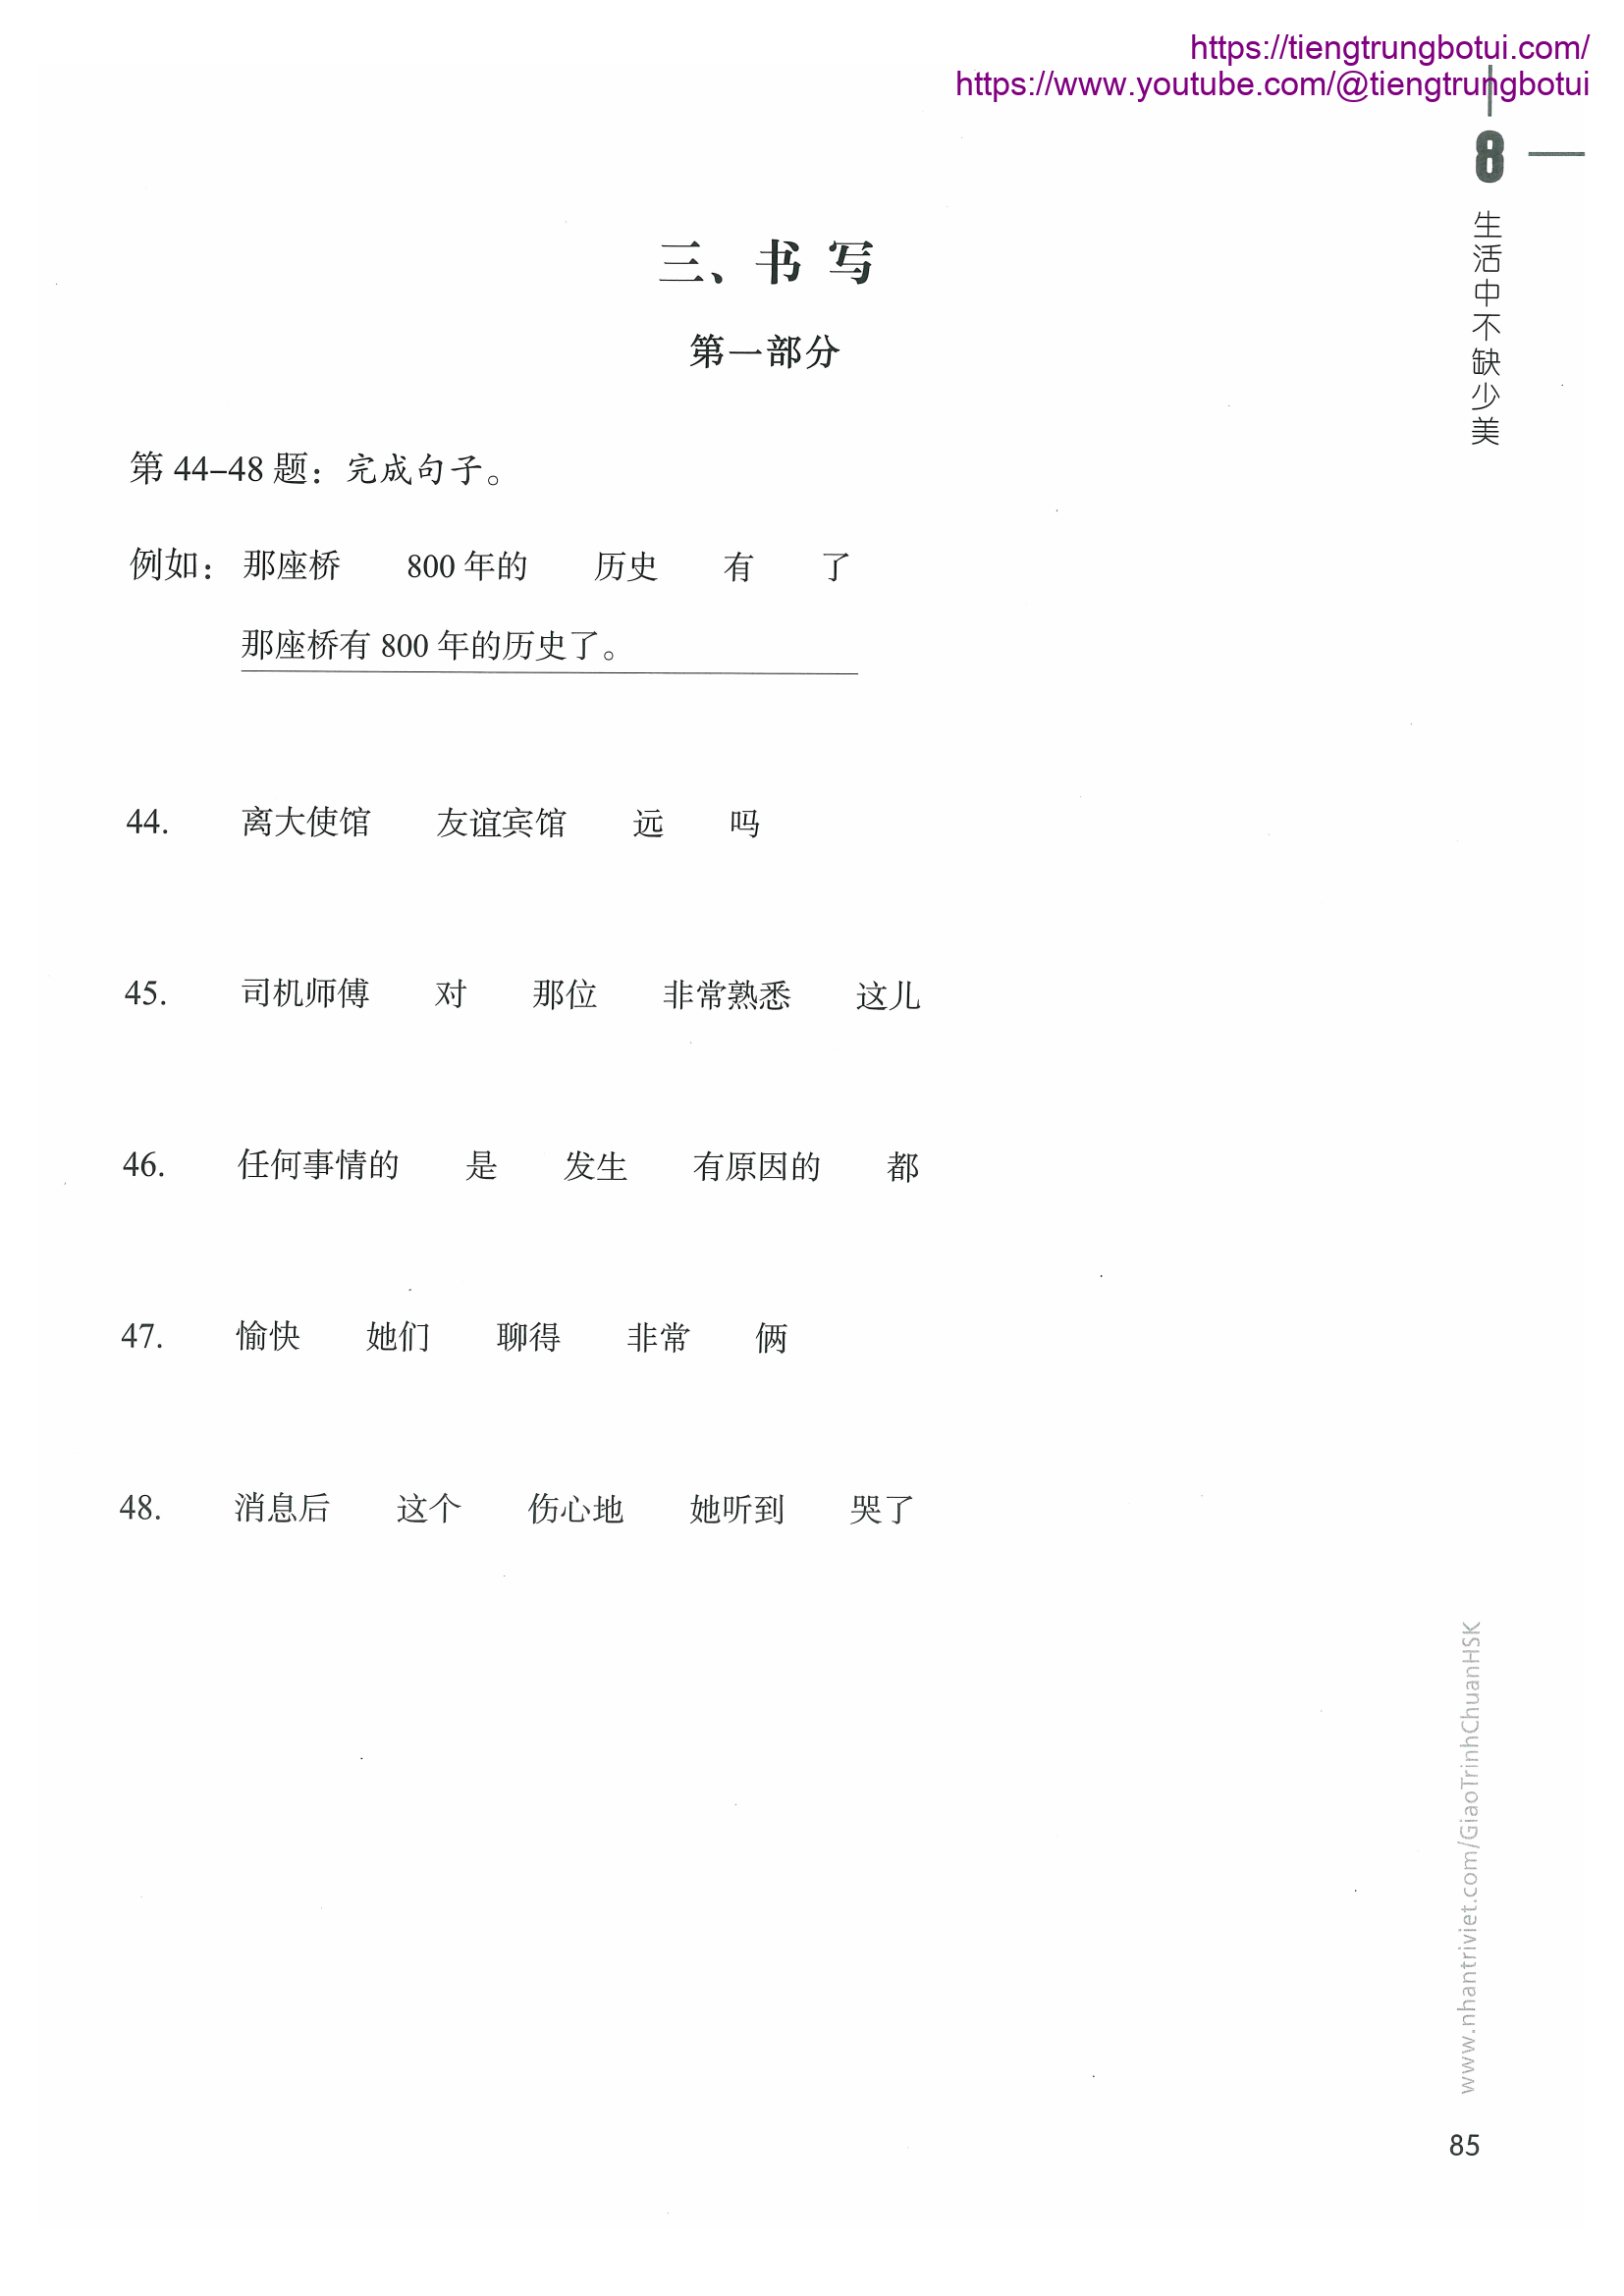 https://tiengtrungbotui.com/
https://www.youtube.com/@tiengtrungbotui
8
生活中不缺少美
三、书 写
第一部分
第 44–48 题：完成句子。
例如： 那座桥 800 年的 历史 有 了
那座桥有 800 年的历史了。
44. 离大使馆 友谊宾馆 远 吗
45. 司机师傅 对 那位 非常熟悉 这儿
46. 任何事情的 是 发生 有原因的 都
47. 愉快 她们 聊得 非常 俩
48. 消息后 这个 伤心地 她听到 哭了
www.nhantriviet.com/GiaoTrinhChuanHSK
85